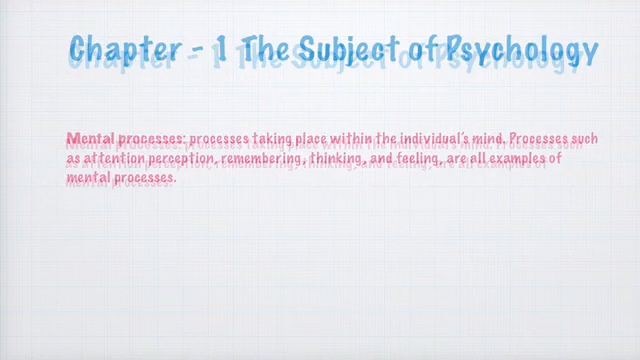 Chapter - 1 The Subject of Psychology
Mental processes: processes taking place within the individual's mind. Processes such
as attention perception, remembering, thinking, and feeling, are all examples of
mental processes.